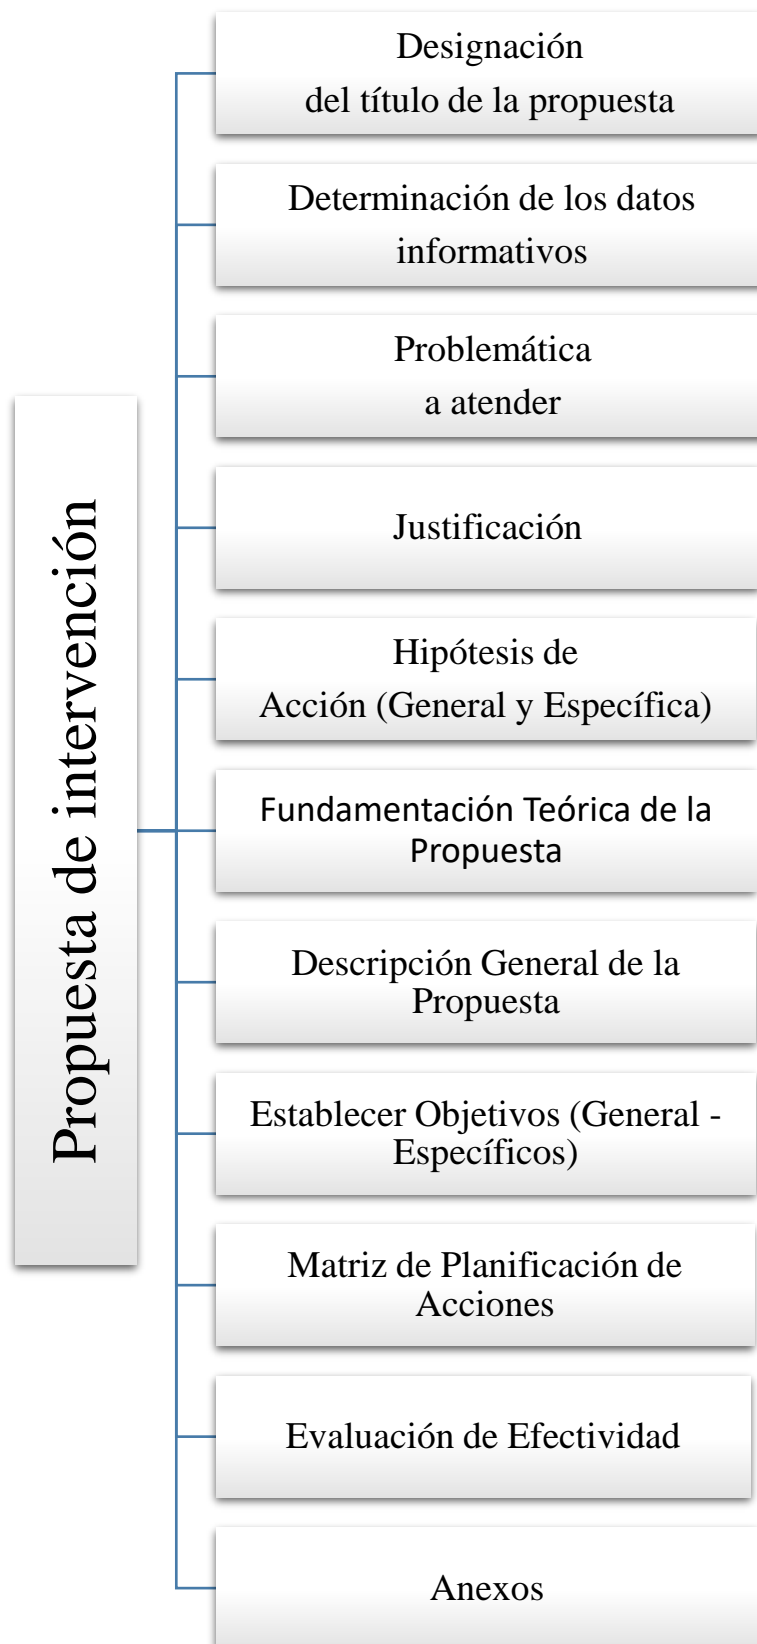 Propuesta de intervención
Designación
del título de la propuesta
Determinación de los datos
informativos
Problemática
a atender
Justificación
Hipótesis de
Acción (General y Específica)
Fundamentación Teórica de la
Propuesta
Descripción General de la
Propuesta
Establecer Objetivos (General -
Específicos)
Matriz de Planificación de
Acciones
Evaluación de Efectividad
Anexos